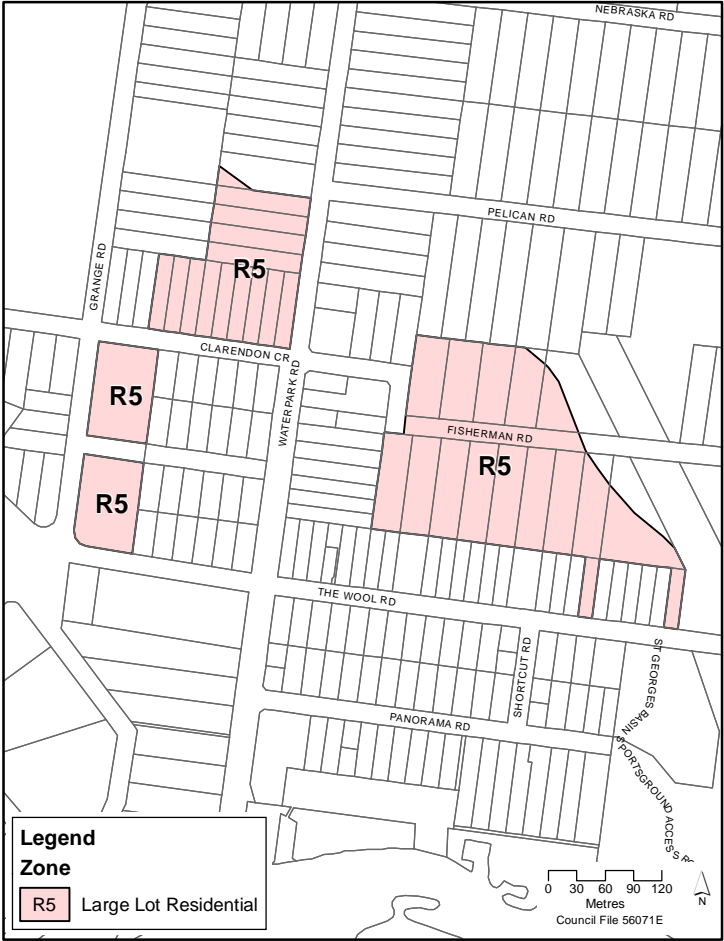 NEBRASKA RD
PELICAN RD
GRANGE RD
R5
CLARENDON CR
WATERPARK RD
R5
FISHERMAN RD
R5
R5
THE WOOL RD
SHORTCUT RD
ST GEORGES BASIN
SPORTSGROUND ACCESS RD
PANORAMA RD
Legend
Zone
R5 Large Lot Residential
0 30 60 90 120
Metres
Council File 56071E
N